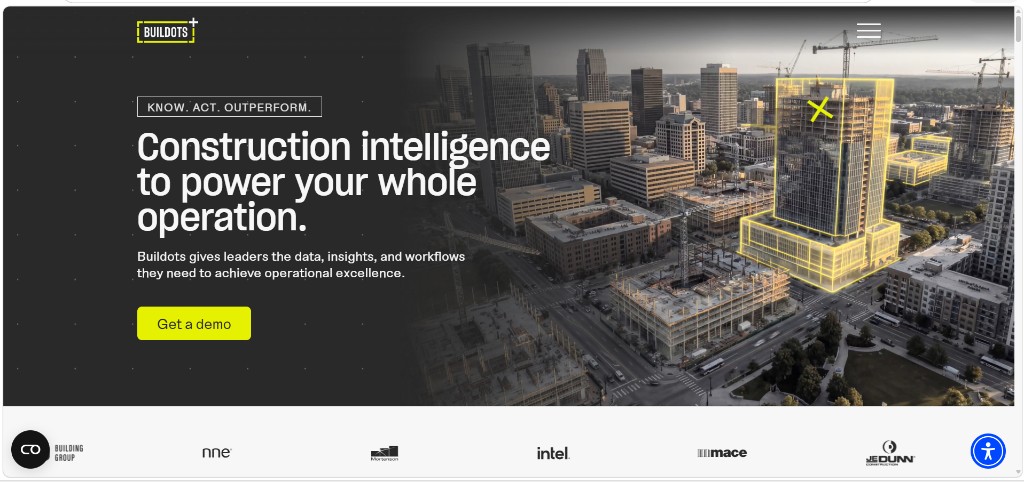 BUILDOTS
KNOW. ACT. OUTPERFORM.
Construction intelligence
to power your whole
operation.
Buildots gives leaders the data, insights, and workflows
they need to achieve operational excellence.
Get a demo
BUILDING
GROUP
nne
Mortenson
intel
mace
JE DUNN
CONSTRUCTION